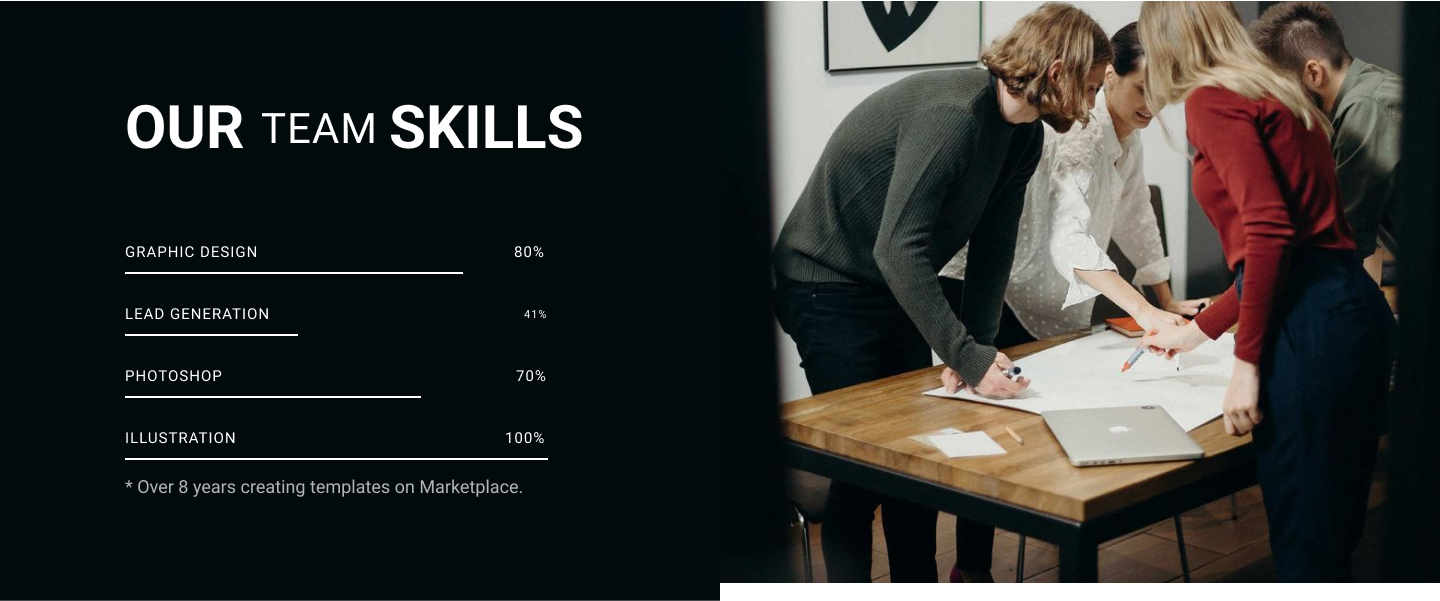 OUR TEAM SKILLS
GRAPHIC DESIGN 80%
LEAD GENERATION 41%
PHOTOSHOP 70%
ILLUSTRATION 100%
* Over 8 years creating templates on Marketplace.